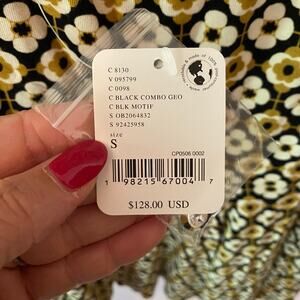 C 8130
V 095799
C 0098
C BLACK COMBO GEO
C BLK MOTIF
S OB2064832
S 92425958
size
S
CP0506 0002
1 98215 67004 7
$128.00 USD